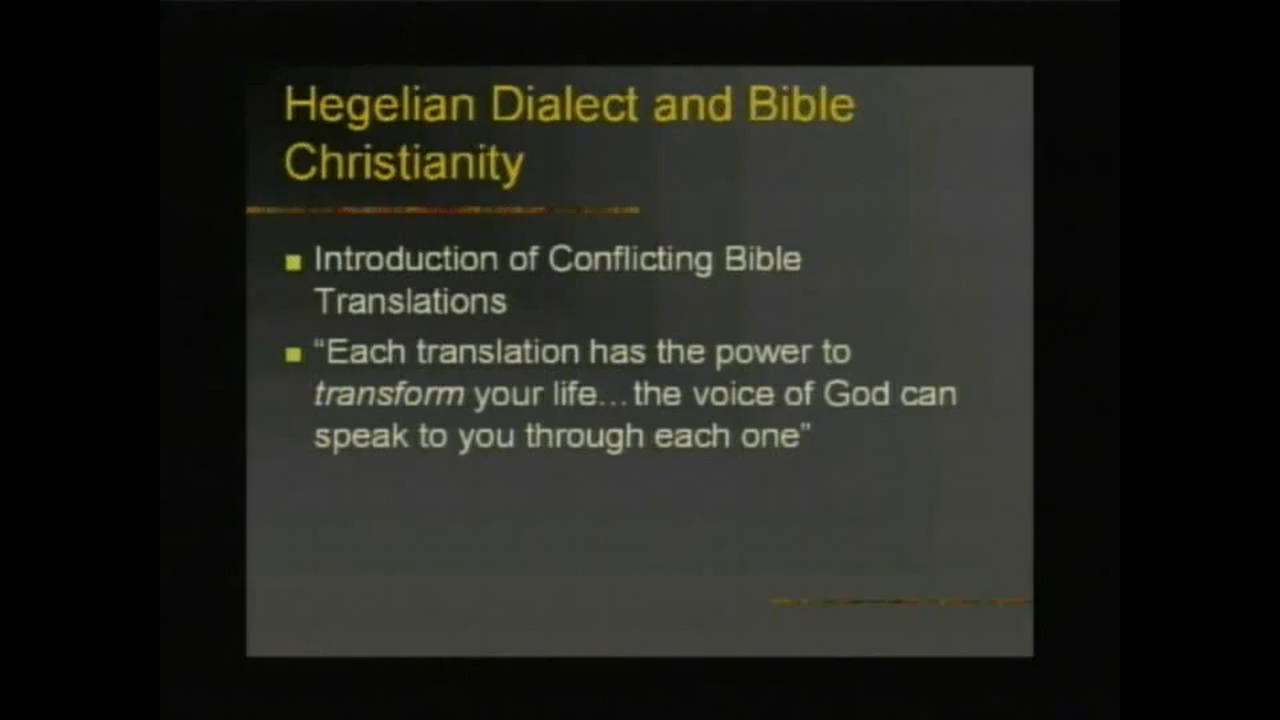 Hegelian Dialect and Bible
Christianity
Introduction of Conflicting Bible
Translations
“Each translation has the power to
transform your life…the voice of God can
speak to you through each one”